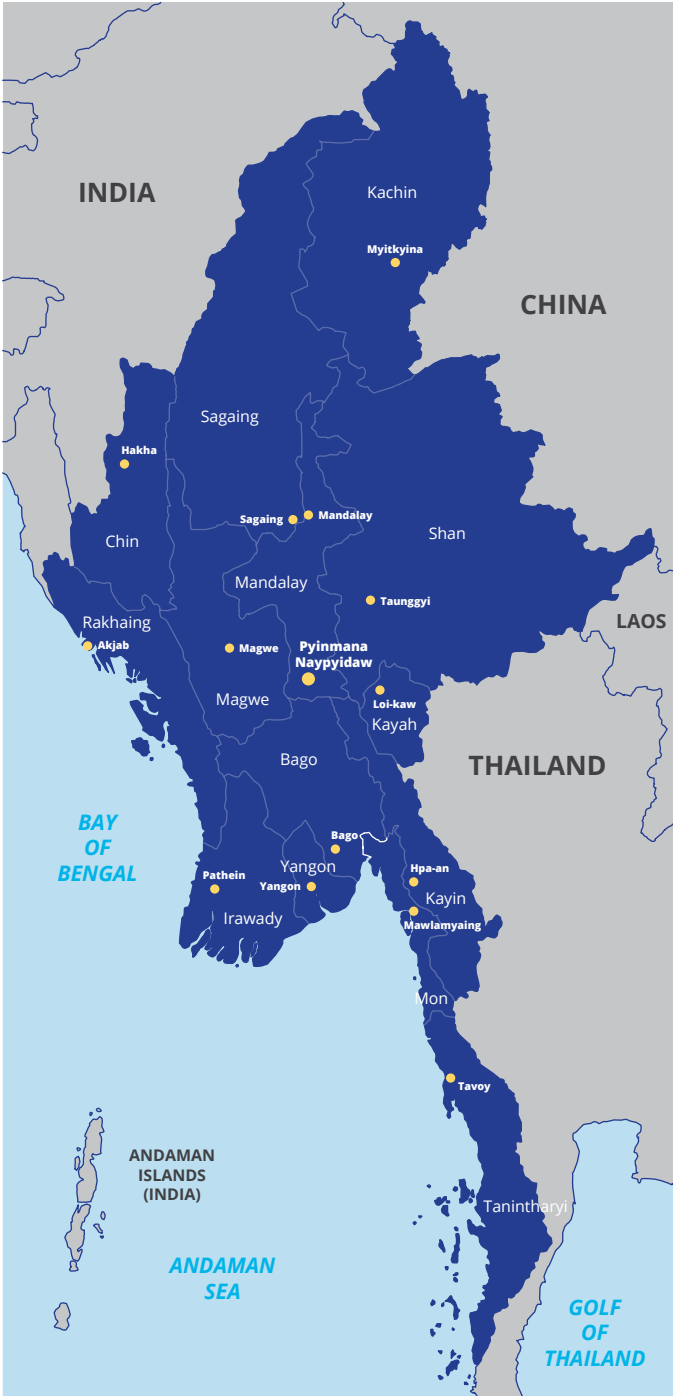 INDIA
Kachin
Myitkyina
CHINA
Sagaing
Hakha
Sagaing
Mandalay
Chin
Shan
Mandalay
Taunggyi
Rakhaing
LAOS
Akjab
Magwe
Pyinmana
Naypyidaw
Magwe
Loi-kaw
Kayah
Bago
THAILAND
BAY
OF
BENGAL
Bago
Yangon
Pathein
Yangon
Hpa-an
Kayin
Irawady
Mawlamyaing
Mon
Tavoy
ANDAMAN
ISLANDS
(INDIA)
Tanintharyi
ANDAMAN
SEA
GOLF
OF
THAILAND